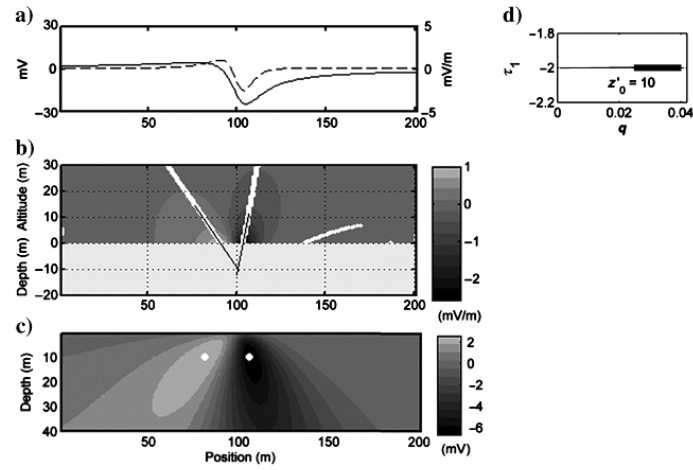 a)
30 5
mV 0 0 mV/m
-30 -5
50 100 150 200
d)
-1.8
τ1 -2
z'0 = 10
-2.2
0 0.02 0.04
q
b)
Depth (m) Altitude (m)
30
20
10
0
-10
-20
50 100 150 200
1
0
-1
-2
(mV/m)
c)
Depth (m)
10
20
30
40
50 100 150 200
Position (m)
2
0
-2
-4
-6
(mV)